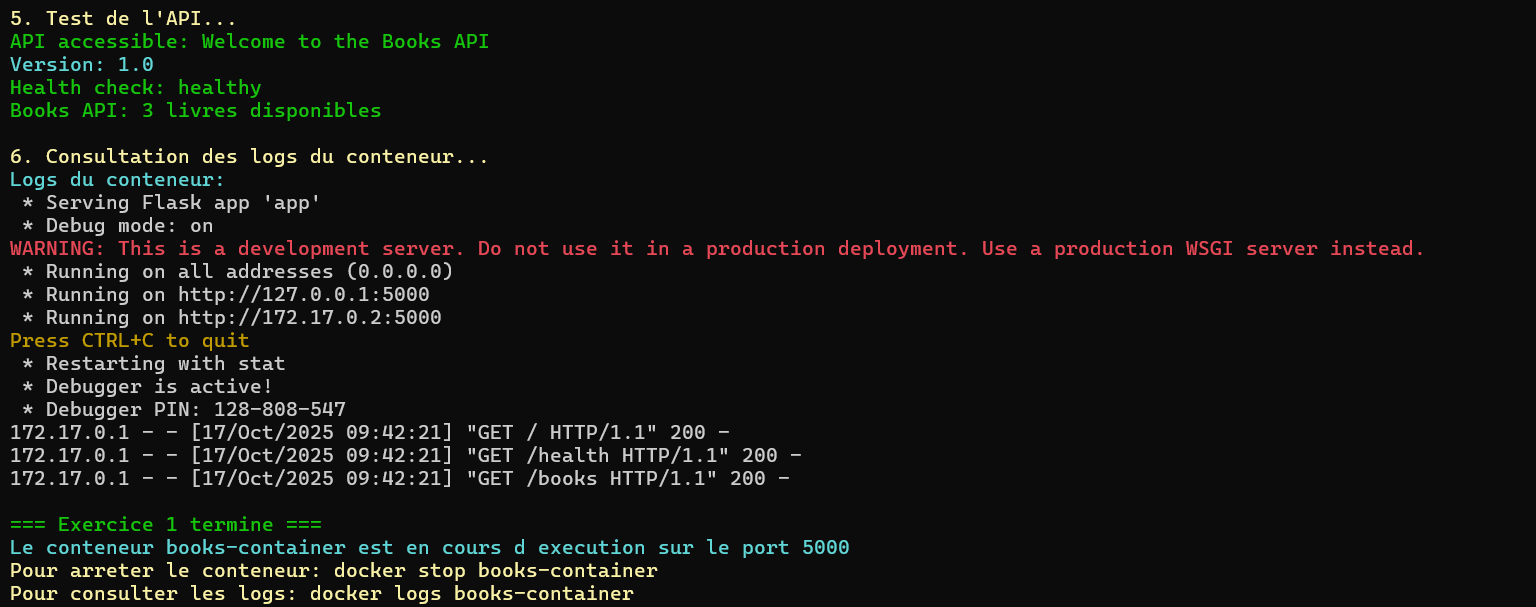 5. Test de l'API...
API accessible: Welcome to the Books API
Version: 1.0
Health check: healthy
Books API: 3 livres disponibles
6. Consultation des logs du conteneur...
Logs du conteneur:
 * Serving Flask app 'app'
 * Debug mode: on
WARNING: This is a development server. Do not use it in a production deployment. Use a production WSGI server instead.
 * Running on all addresses (0.0.0.0)
 * Running on http://127.0.0.1:5000
 * Running on http://172.17.0.2:5000
Press CTRL+C to quit
 * Restarting with stat
 * Debugger is active!
 * Debugger PIN: 128-808-547
172.17.0.1 - - [17/Oct/2025 09:42:21] "GET / HTTP/1.1" 200 -
172.17.0.1 - - [17/Oct/2025 09:42:21] "GET /health HTTP/1.1" 200 -
172.17.0.1 - - [17/Oct/2025 09:42:21] "GET /books HTTP/1.1" 200 -
=== Exercice 1 termine ===
Le conteneur books-container est en cours d execution sur le port 5000
Pour arreter le conteneur: docker stop books-container
Pour consulter les logs: docker logs books-container